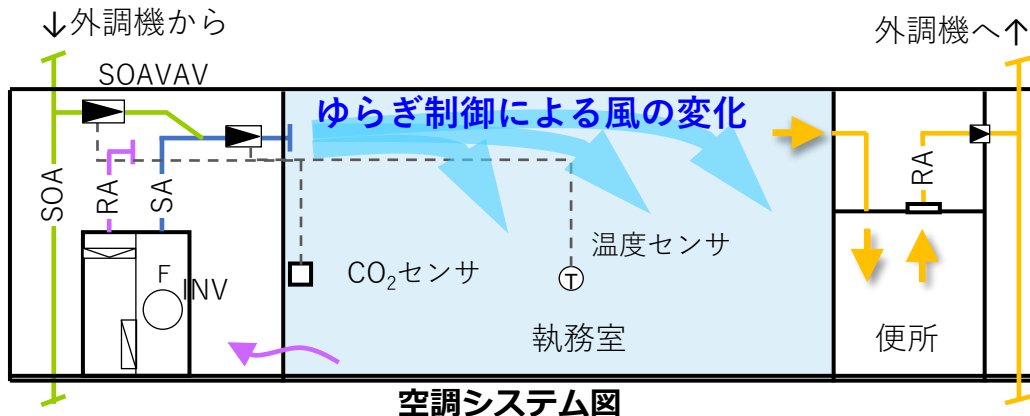 ↓外調機から
外調機へ↑
SOAVAV
ゆらぎ制御による風の変化
SOA
RA
SA
RA
F
INV
CO₂センサ
温度センサ
T
執務室
便所
空調システム図